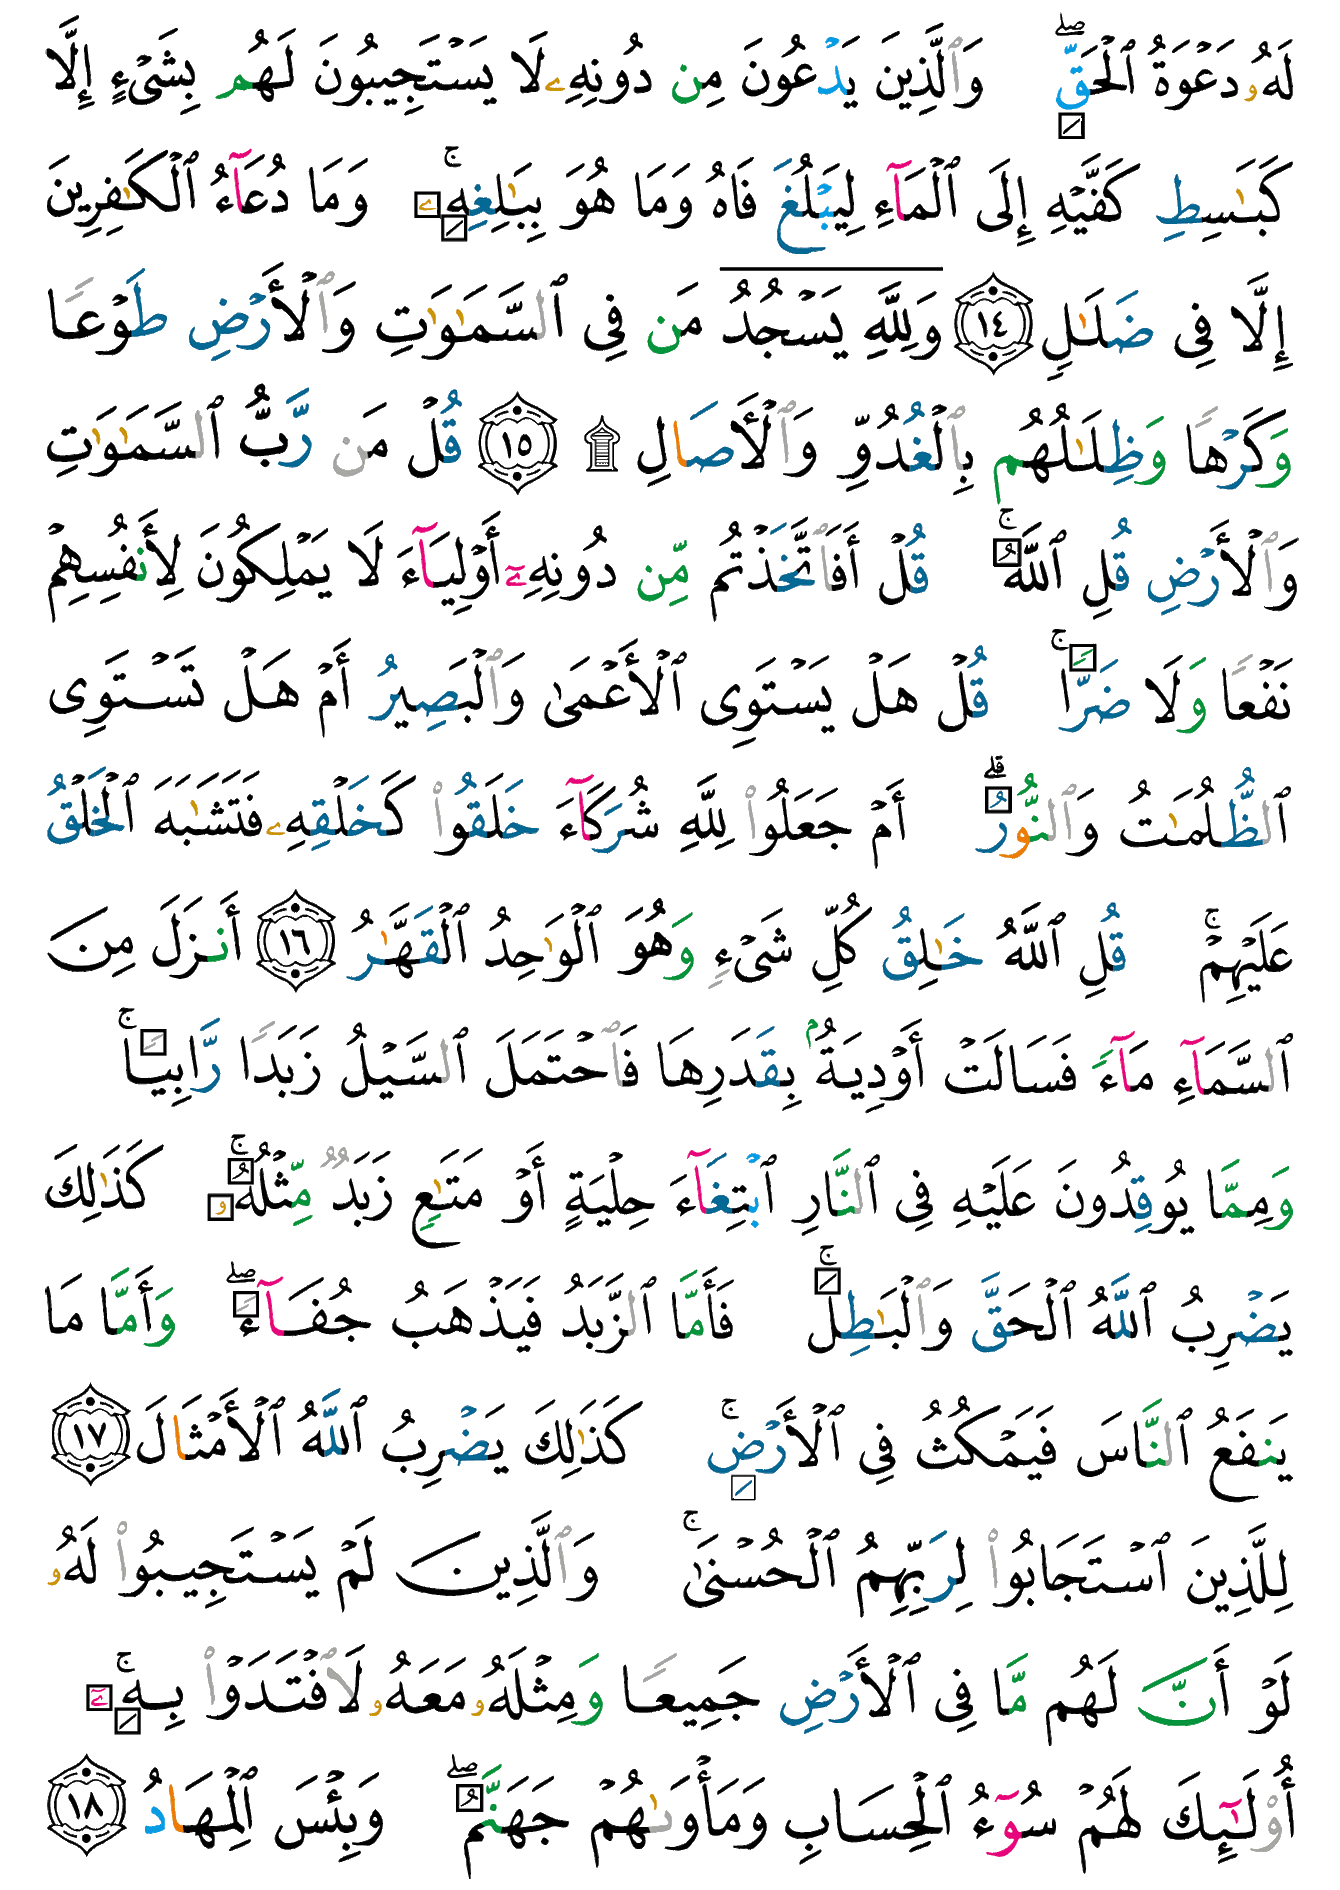 لَهُۥ دَعۡوَةُ ٱلۡحَقِّۖ وَٱلَّذِينَ يَدۡعُونَ مِن دُونِهِۦ لَا يَسۡتَجِيبُونَ لَهُم بِشَيۡءٍ إِلَّا
كَبَٰسِطِ كَفَّيۡهِ إِلَى ٱلۡمَآءِ لِيَبۡلُغَ فَاهُ وَمَا هُوَ بِبَٰلِغِهِۦۚ وَمَا دُعَآءُ ٱلۡكَٰفِرِينَ
إِلَّا فِي ضَلَٰلٖ ١٤ وَلِلَّهِۤ يَسۡجُدُۤ مَن فِي ٱلسَّمَٰوَٰتِ وَٱلۡأَرۡضِ طَوۡعٗا
وَكَرۡهٗا وَظِلَٰلُهُم بِٱلۡغُدُوِّ وَٱلۡأٓصَالِ ۩ ١٥ قُلۡ مَن رَّبُّ ٱلسَّمَٰوَٰتِ
وَٱلۡأَرۡضِ قُلِ ٱللَّهُۚ قُلۡ أَفَٱتَّخَذۡتُم مِّن دُونِهِۦٓ أَوۡلِيَآءَ لَا يَمۡلِكُونَ لِأَنفُسِهِمۡ
نَفۡعٗا وَلَا ضَرّٗاۚ قُلۡ هَلۡ يَسۡتَوِي ٱلۡأَعۡمَىٰ وَٱلۡبَصِيرُ أَمۡ هَلۡ تَسۡتَوِي
ٱلظُّلُمَٰتُ وَٱلنُّورُۗ أَمۡ جَعَلُواْ لِلَّهِ شُرَكَآءَ خَلَقُواْ كَخَلۡقِهِۦ فَتَشَٰبَهَ ٱلۡخَلۡقُ
عَلَيۡهِمۡۚ قُلِ ٱللَّهُ خَٰلِقُ كُلِّ شَيۡءٖ وَهُوَ ٱلۡوَٰحِدُ ٱلۡقَهَّٰرُ ١٦ أَنزَلَ مِنَ
ٱلسَّمَآءِ مَآءٗ فَسَالَتۡ أَوۡدِيَةُۢ بِقَدَرِهَا فَٱحۡتَمَلَ ٱلسَّيۡلُ زَبَدٗا رَّابِيٗاۚ
وَمِمَّا يُوقِدُونَ عَلَيۡهِ فِي ٱلنَّارِ ٱبۡتِغَآءَ حِلۡيَةٍ أَوۡ مَتَٰعٖ زَبَدٞ مِّثۡلُهُۥۚ كَذَٰلِكَ
يَضۡرِبُ ٱللَّهُ ٱلۡحَقَّ وَٱلۡبَٰطِلَۚ فَأَمَّا ٱلزَّبَدُ فَيَذۡهَبُ جُفَآءٗۖ وَأَمَّا مَا
يَنفَعُ ٱلنَّاسَ فَيَمۡكُثُ فِي ٱلۡأَرۡضِۚ كَذَٰلِكَ يَضۡرِبُ ٱللَّهُ ٱلۡأَمۡثَالَ ١٧
لِلَّذِينَ ٱسۡتَجَابُواْ لِرَبِّهِمُ ٱلۡحُسۡنَىٰۚ وَٱلَّذِينَ لَمۡ يَسۡتَجِيبُواْ لَهُۥ
لَوۡ أَنَّ لَهُم مَّا فِي ٱلۡأَرۡضِ جَمِيعٗا وَمِثۡلَهُۥ مَعَهُۥ لَٱفۡتَدَوۡاْ بِهِۦٓۚ
أُوْلَٰٓئِكَ لَهُمۡ سُوٓءُ ٱلۡحِسَابِ وَمَأۡوَىٰهُمۡ جَهَنَّمُۖ وَبِئۡسَ ٱلۡمِهَادُ ١٨